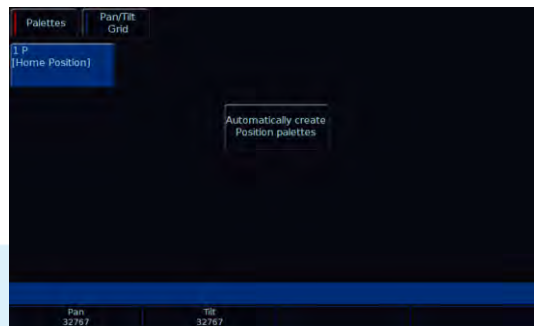 Palettes
Pan/Tilt
Grid
1 P
[Home Position]
Automatically create
Position palettes
Pan
32767
Tilt
32767